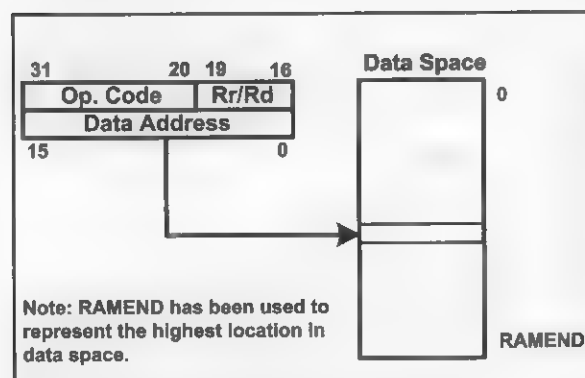 31 20 19 16
Op. Code Rr/Rd
Data Address
15 0
Data Space
0
RAMEND
Note: RAMEND has been used to
represent the highest location in
data space.